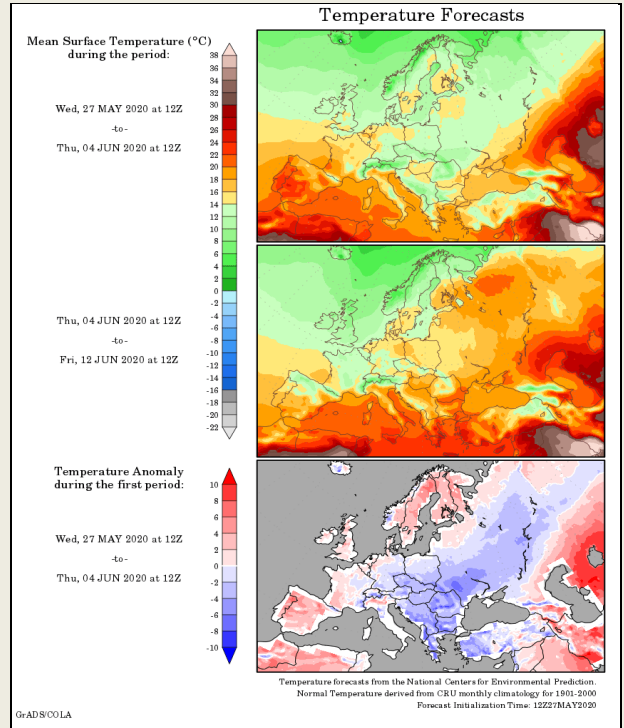 Temperature Forecasts
Mean Surface Temperature (°C)
during the period:
Wed, 27 MAY 2020 at 12Z
-to-
Thu, 04 JUN 2020 at 12Z
38
36
34
32
30
28
26
24
22
20
18
16
14
12
10
8
6
4
2
0
-2
-4
-6
-8
-10
-12
-14
-16
-18
-20
-22
Thu, 04 JUN 2020 at 12Z
-to-
Fri, 12 JUN 2020 at 12Z
Temperature Anomaly
during the first period:
Wed, 27 MAY 2020 at 12Z
-to-
Thu, 04 JUN 2020 at 12Z
10
8
6
4
2
0
-2
-4
-6
-8
-10
Temperature forecasts from the National Centers for Environmental Prediction.
Normal Temperature derived from CRU monthly climatology for 1901-2000
Forecast Initialization Time: 12Z27MAY2020
GrADS/COLA